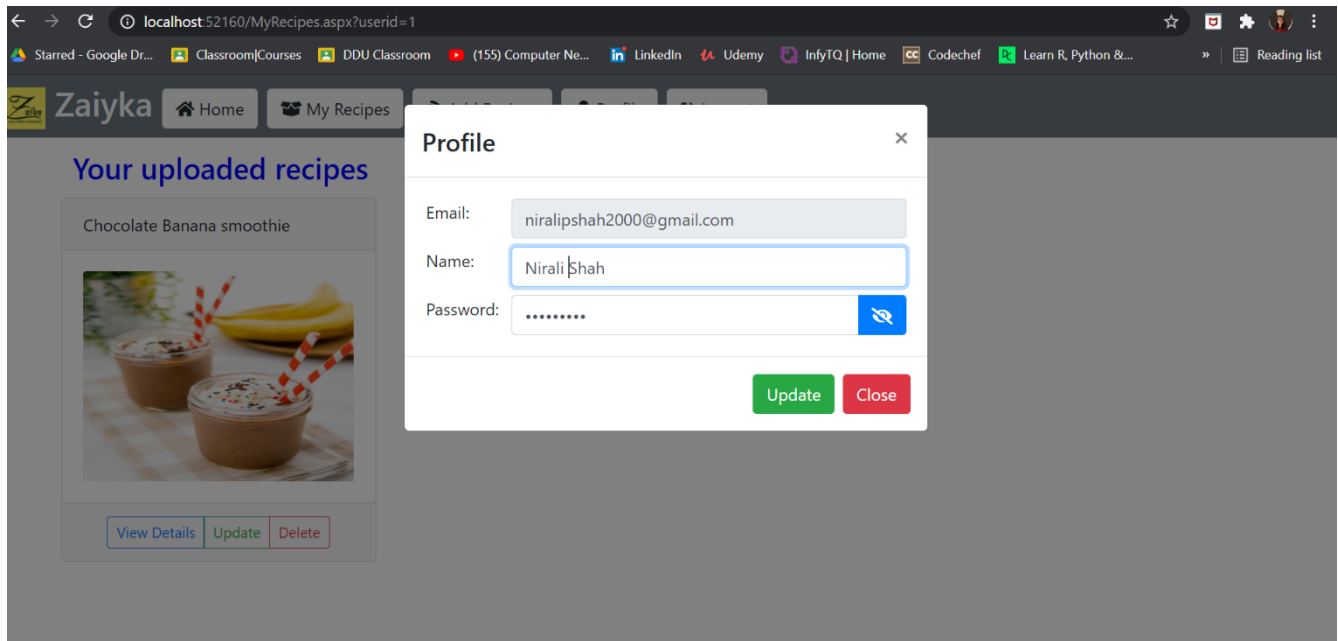 localhost:52160/MyRecipes.aspx?userid=1
Starred - Google Dr... Classroom|Courses DDU Classroom (155) Computer Ne... LinkedIn Udemy InfyTQ | Home Codechef Learn R, Python &... » Reading list
Zaiyka Home My Recipes
Profile ×
Your uploaded recipes
Chocolate Banana smoothie
Email: niralipshah2000@gmail.com
Name: Nirali Shah
Password: •••••••••
Update Close
View Details Update Delete